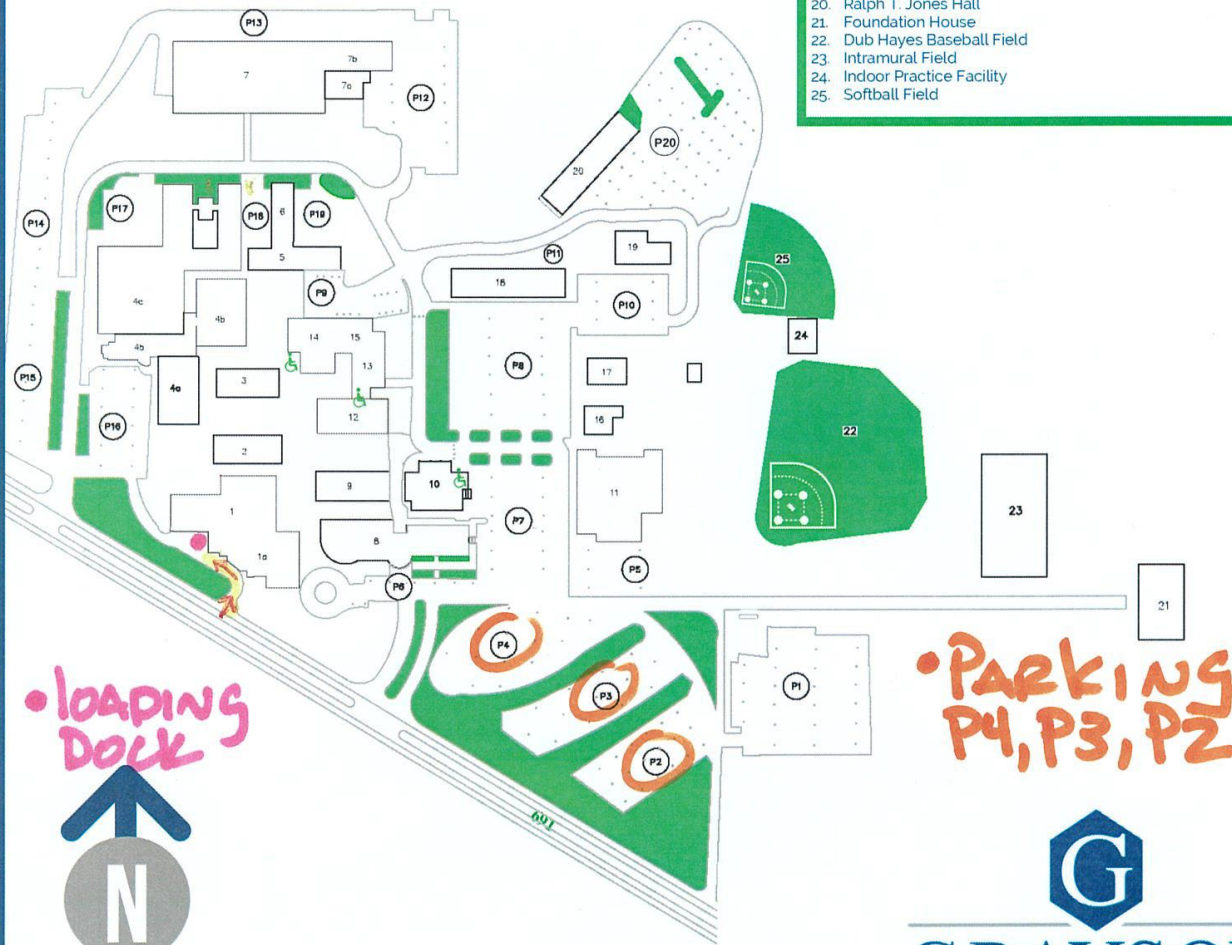 20. Ralph T. Jones Hall
21. Foundation House
22. Dub Hayes Baseball Field
23. Intramural Field
24. Indoor Practice Facility
25. Softball Field
P13
7
7b
7a
P12
P20
20
P17
P18
6
P19
P14
5
P11
19
25
18
4c
4b
P9
P10
24
14
15
4b
13
P8
17
P15
3
4a
12
16
P16
22
2
10
9
11
23
1
P7
8
1a
P5
P6
21
P4
P3
P1
P2
• LOADING
DOCK
• PARKING
P4, P3, P2
691
N
G